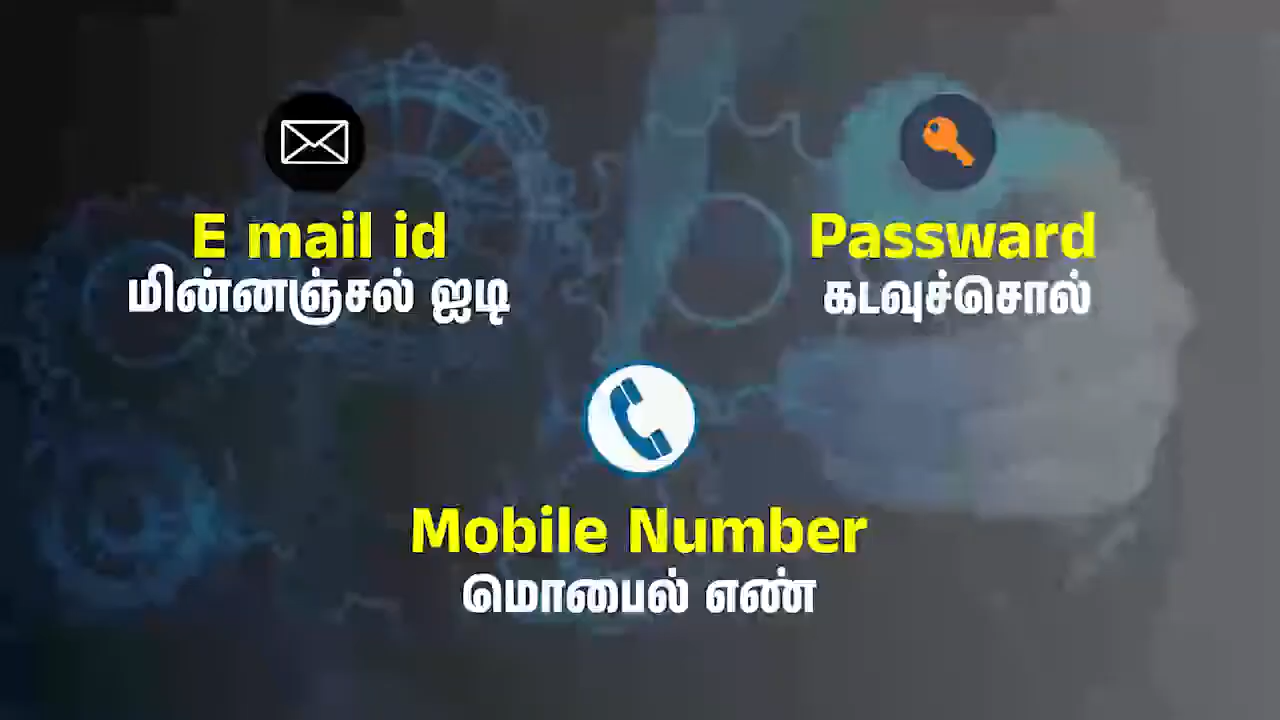 E mail id
மின்னஞ்சல் ஐடி
Passward
கடவுச்சொல்
Mobile Number
மொபைல் எண்